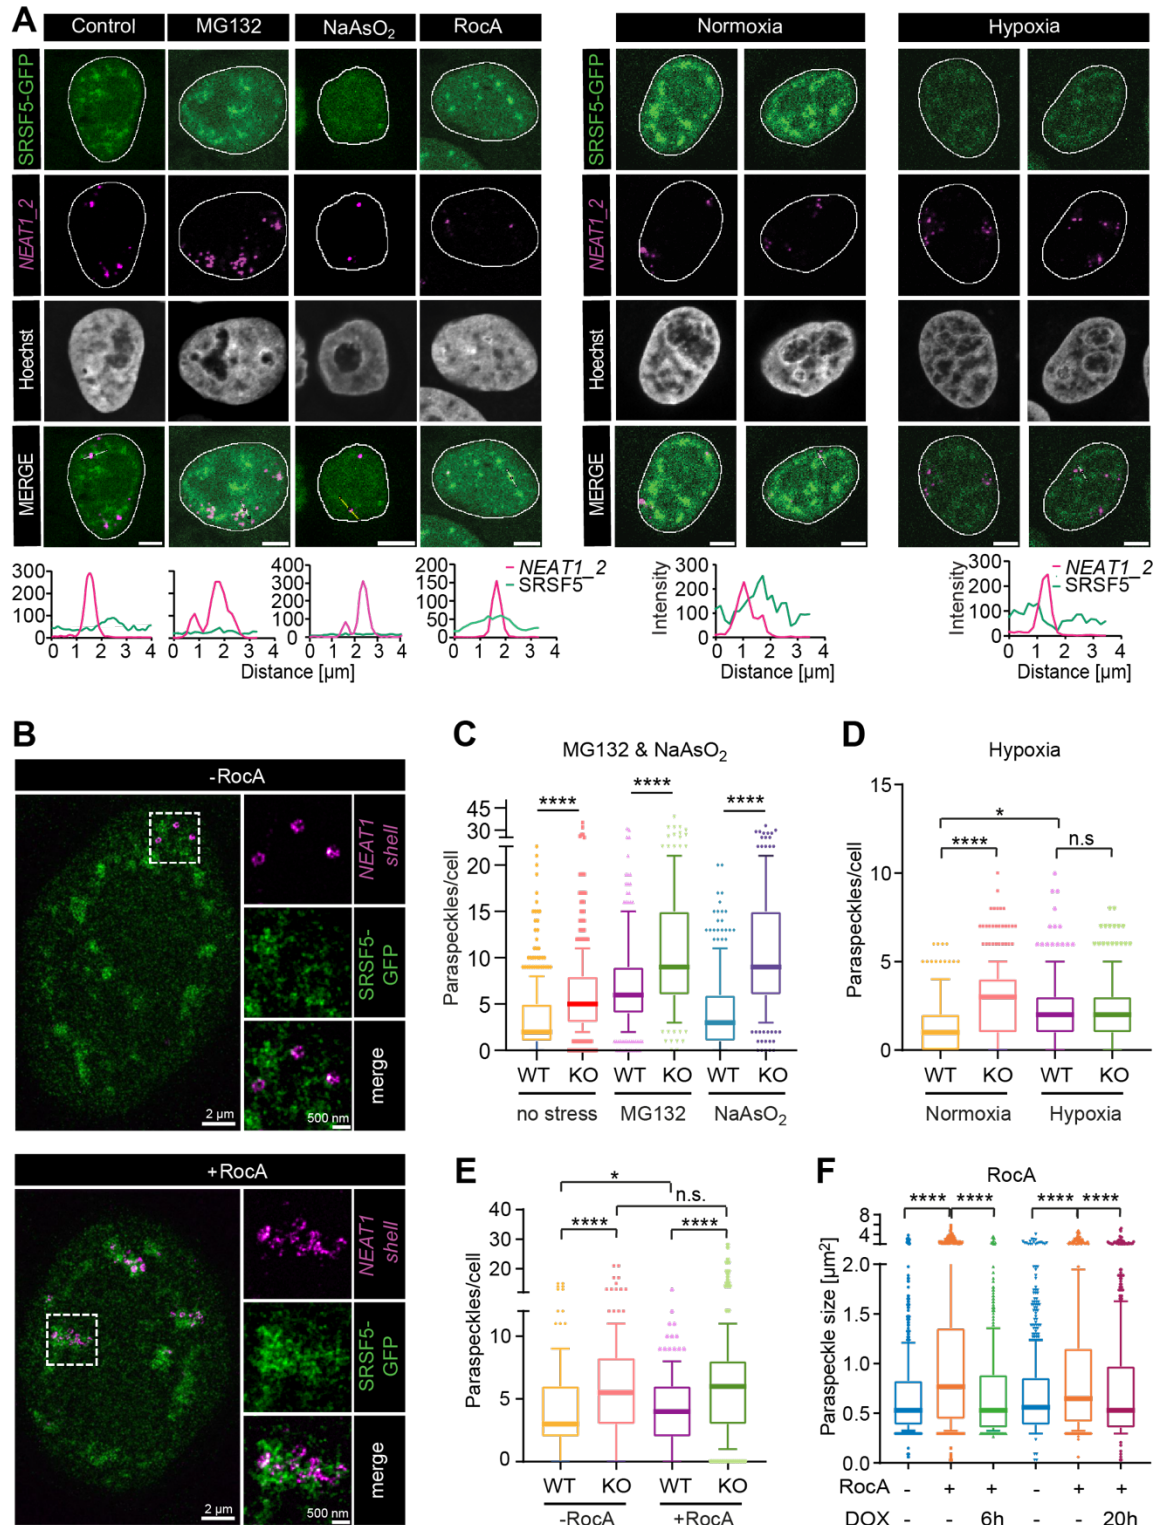 A
Control MG132 NaAsO₂ RocA Normoxia Hypoxia
SRSF5-GFP SRSF5-GFP
NEAT1_2 NEAT1_2
Hoechst Hoechst
MERGE MERGE
300 200 100 0
0 1 2 3 4
0 1 2 3
400 300 200 100 0
0 1 2 3 4
200 150 100 50 0
0 1 2 3
NEAT1_2
SRSF5
Distance [µm]
Intensity
300 200 100 0
0 1 2 3 4
Distance [µm]
Intensity
300 200 100 0
0 1 2 3 4
NEAT1_2
SRSF5
Distance [µm]
B
-RocA
NEAT1 shell
SRSF5-GFP
merge
2 µm
500 nm
+RocA
NEAT1 shell
SRSF5-GFP
merge
2 µm
500 nm
C
MG132 & NaAsO₂
**** **** ****
Paraspeckles/cell
45
30
20
15
10
5
0
WT KO WT KO WT KO
no stress MG132 NaAsO₂
D
Hypoxia
*
**** n.s
Paraspeckles/cell
15
10
5
0
WT KO WT KO
Normoxia Hypoxia
E
*
n.s.
**** ****
Paraspeckles/cell
40
30
20
10
5
0
WT KO WT KO
-RocA +RocA
F
RocA
**** **** **** ****
Paraspeckle size [µm²]
8
4
2.0
1.5
1.0
0.5
0.0
RocA - + + - + +
DOX - - 6h - - 20h